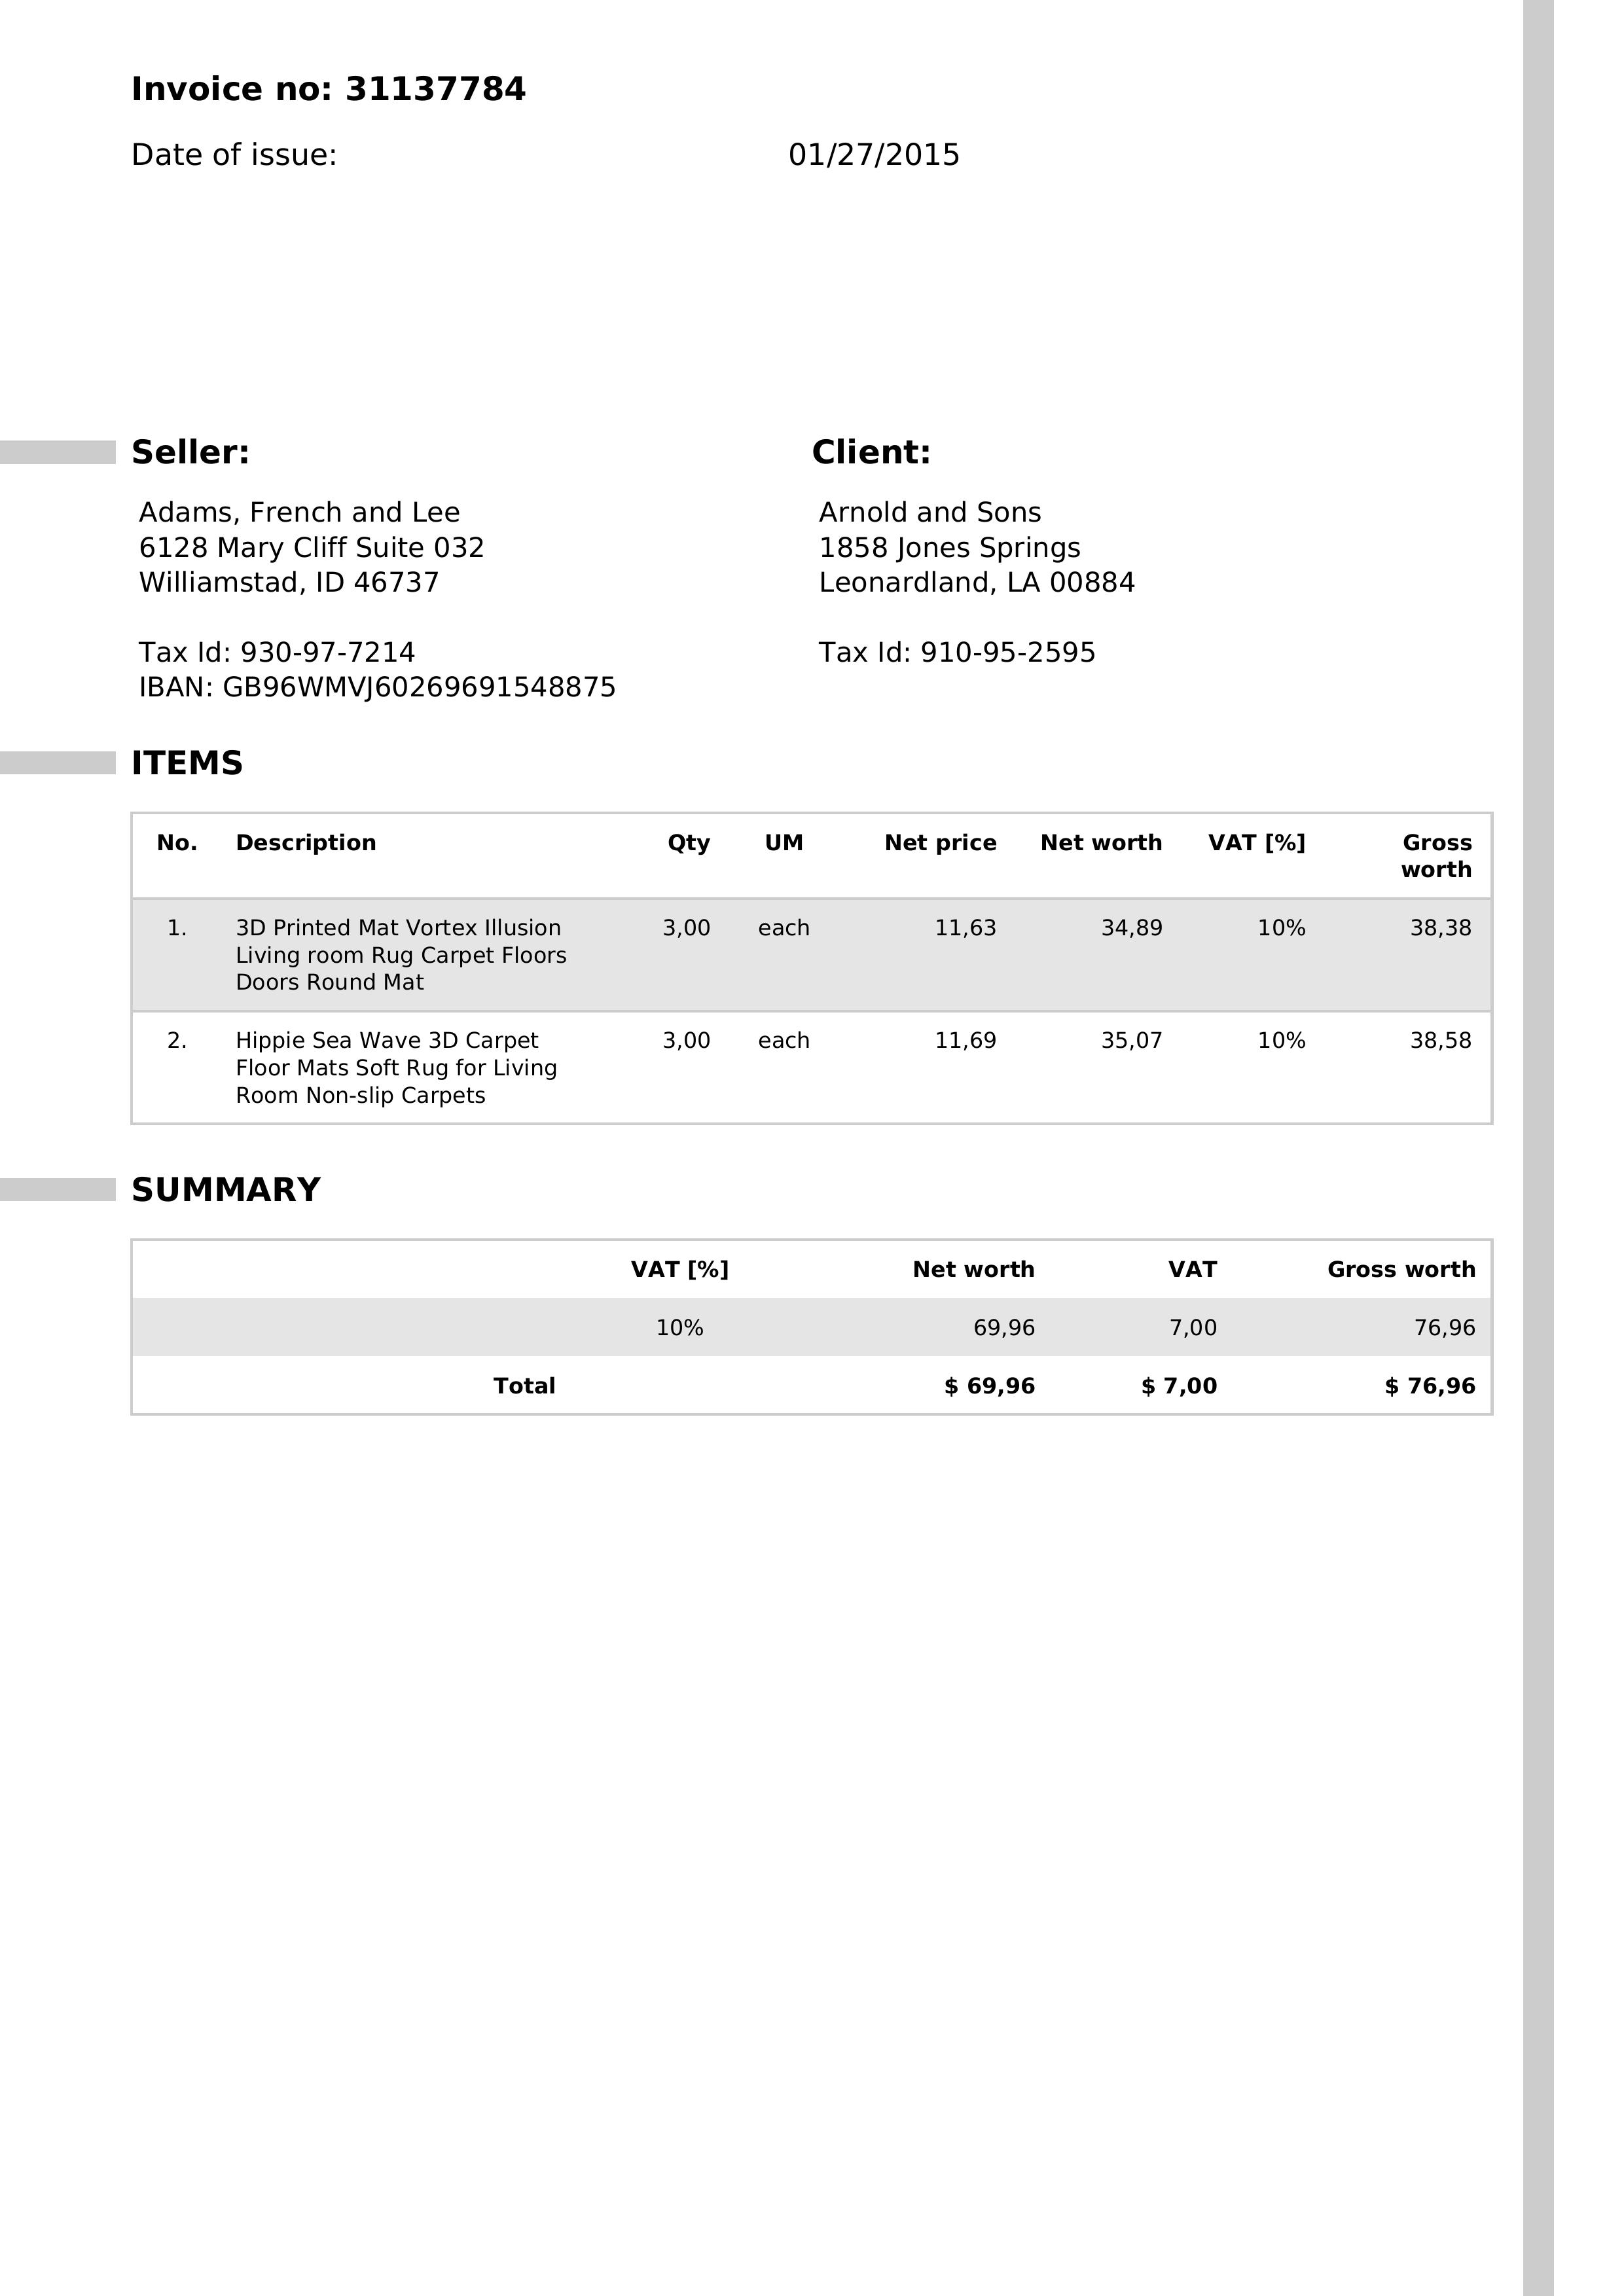 Invoice no: 31137784
Date of issue: 01/27/2015
Seller:
Adams, French and Lee
6128 Mary Cliff Suite 032
Williamstad, ID 46737
Tax Id: 930-97-7214
IBAN: GB96WMVJ60269691548875
Client:
Arnold and Sons
1858 Jones Springs
Leonardland, LA 00884
Tax Id: 910-95-2595
ITEMS
No. Description Qty UM Net price Net worth VAT [%] Gross
worth
1. 3D Printed Mat Vortex Illusion 3,00 each 11,63 34,89 10% 38,38
Living room Rug Carpet Floors
Doors Round Mat
2. Hippie Sea Wave 3D Carpet 3,00 each 11,69 35,07 10% 38,58
Floor Mats Soft Rug for Living
Room Non-slip Carpets
SUMMARY
VAT [%] Net worth VAT Gross worth
10% 69,96 7,00 76,96
Total $ 69,96 $ 7,00 $ 76,96